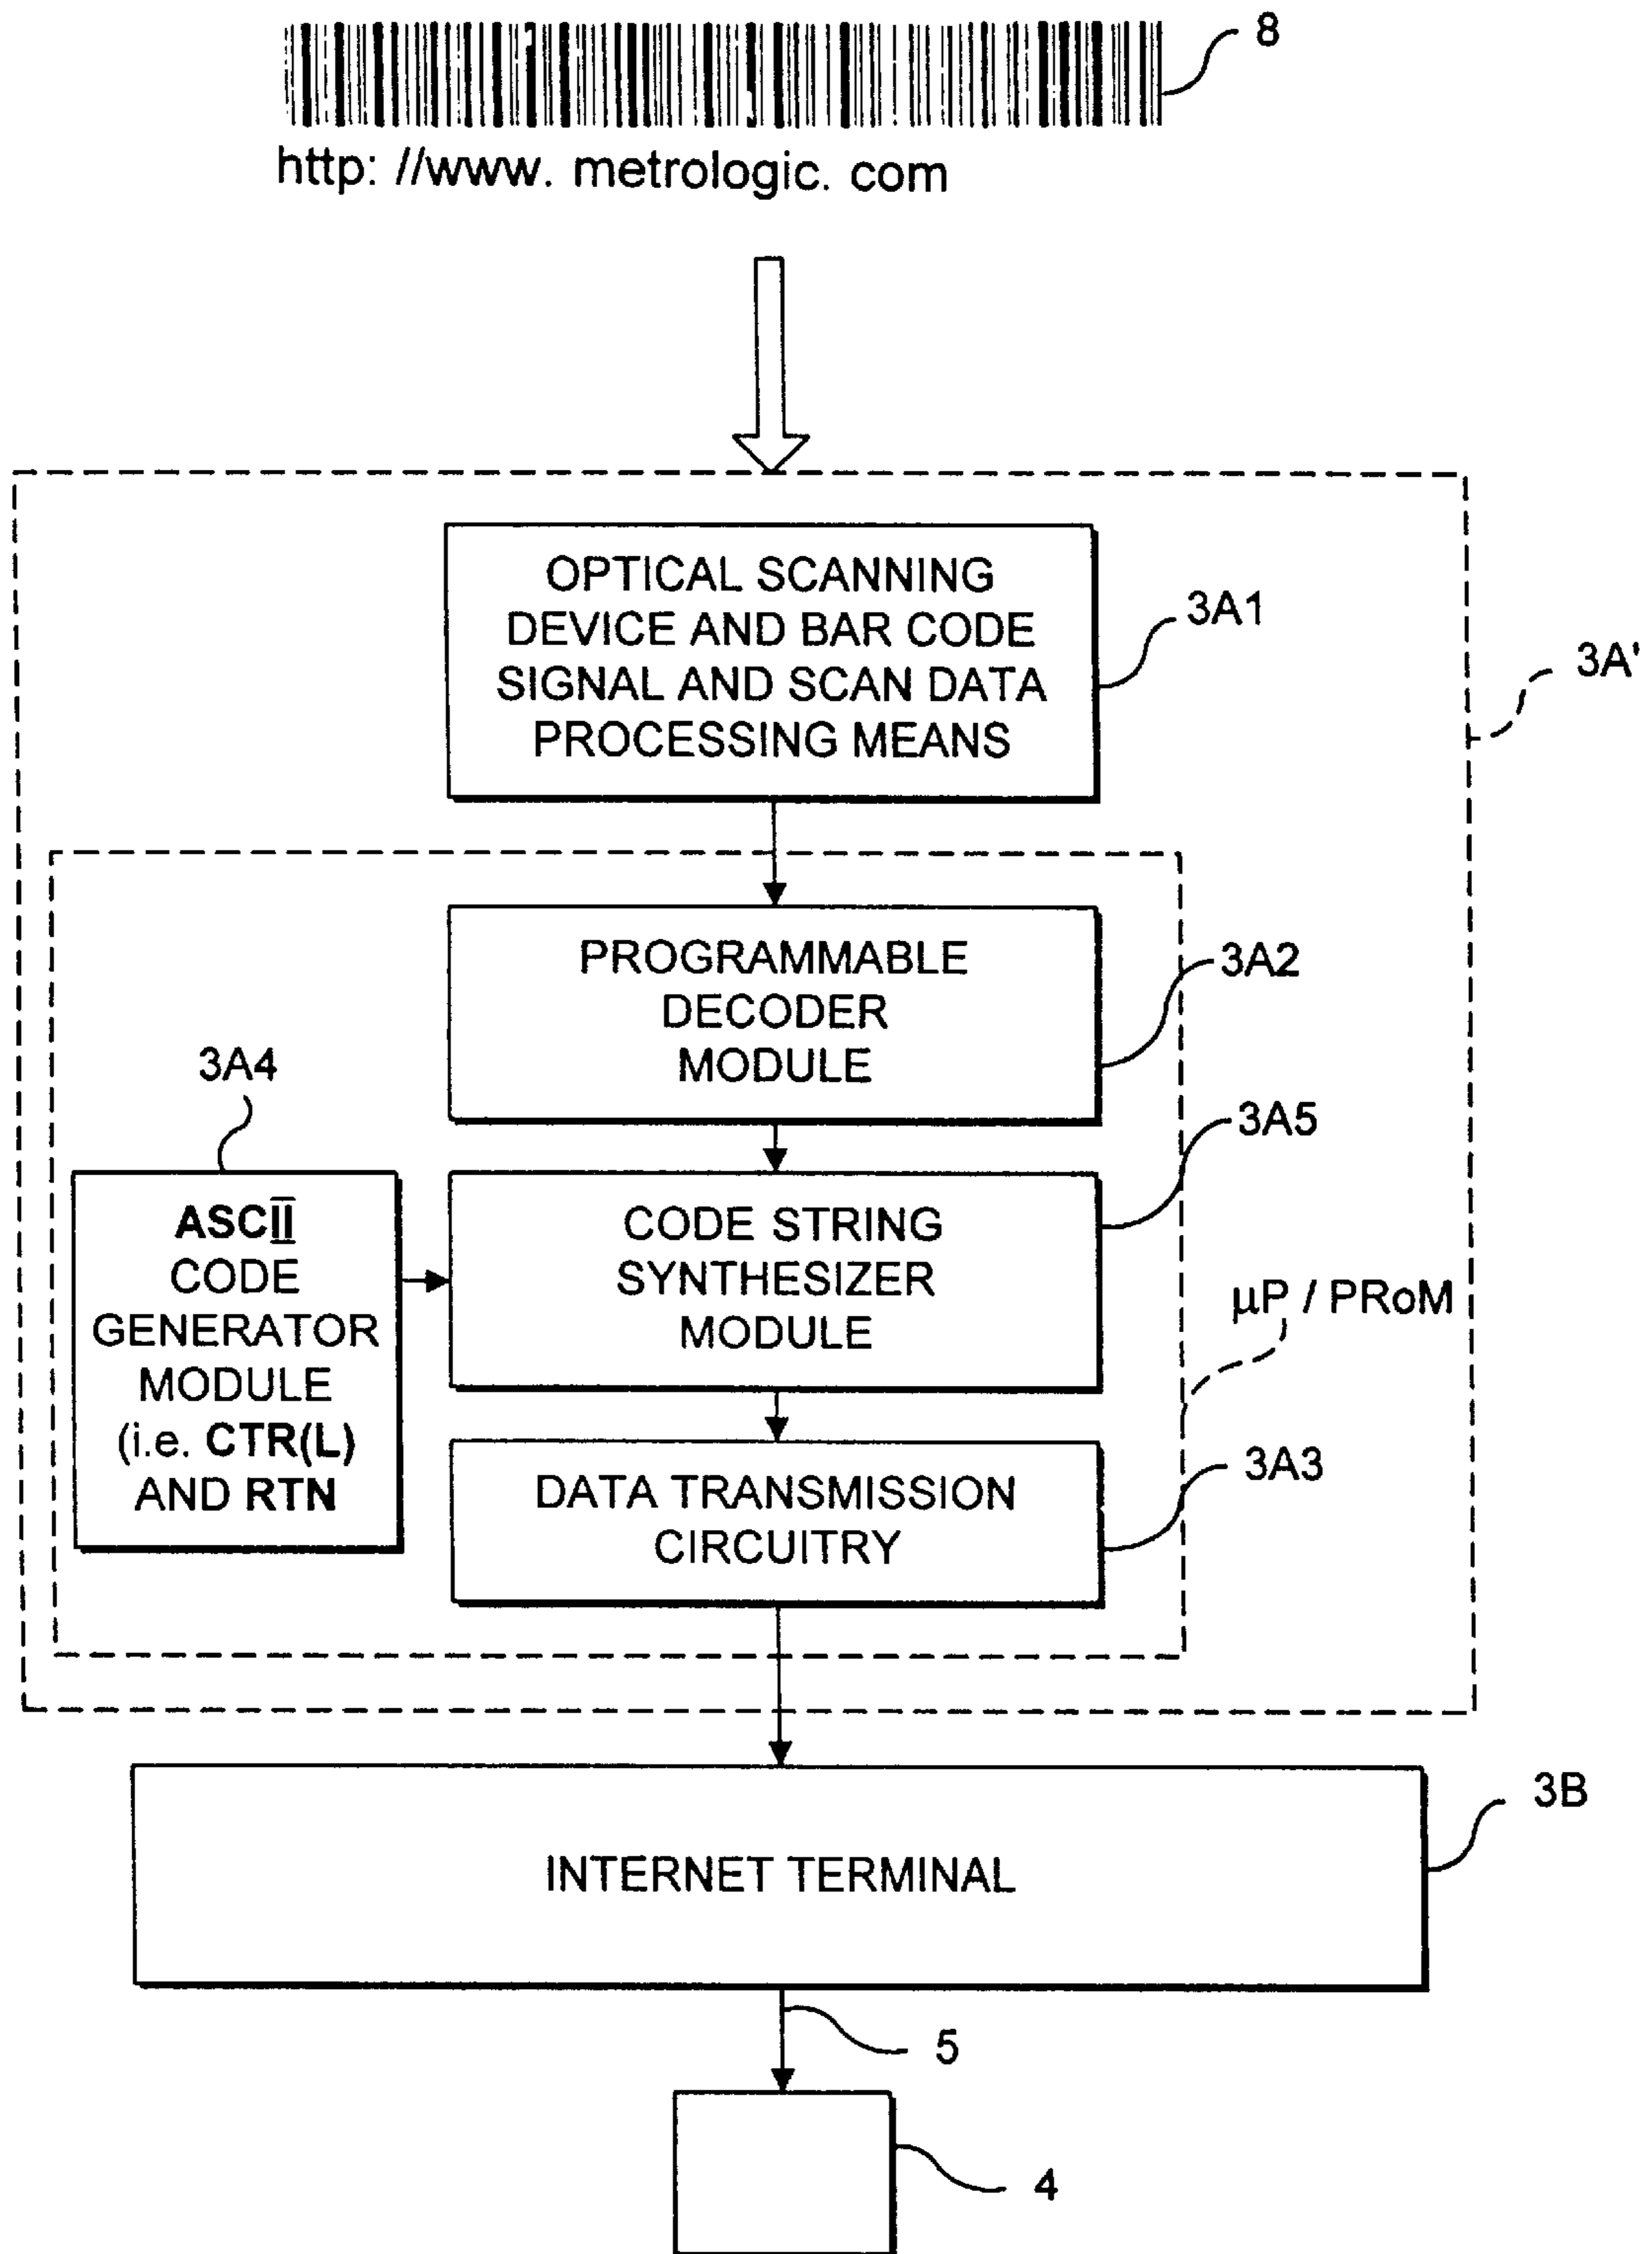 8
http: //www. metrologic. com
OPTICAL SCANNING
DEVICE AND BAR CODE
SIGNAL AND SCAN DATA
PROCESSING MEANS
3A1
3A'
PROGRAMMABLE
DECODER
MODULE
3A2
3A4
3A5
ASCII
CODE
GENERATOR
MODULE
(i.e. CTR(L)
AND RTN
CODE STRING
SYNTHESIZER
MODULE
µP / PRoM
DATA TRANSMISSION
CIRCUITRY
3A3
INTERNET TERMINAL
3B
5
4